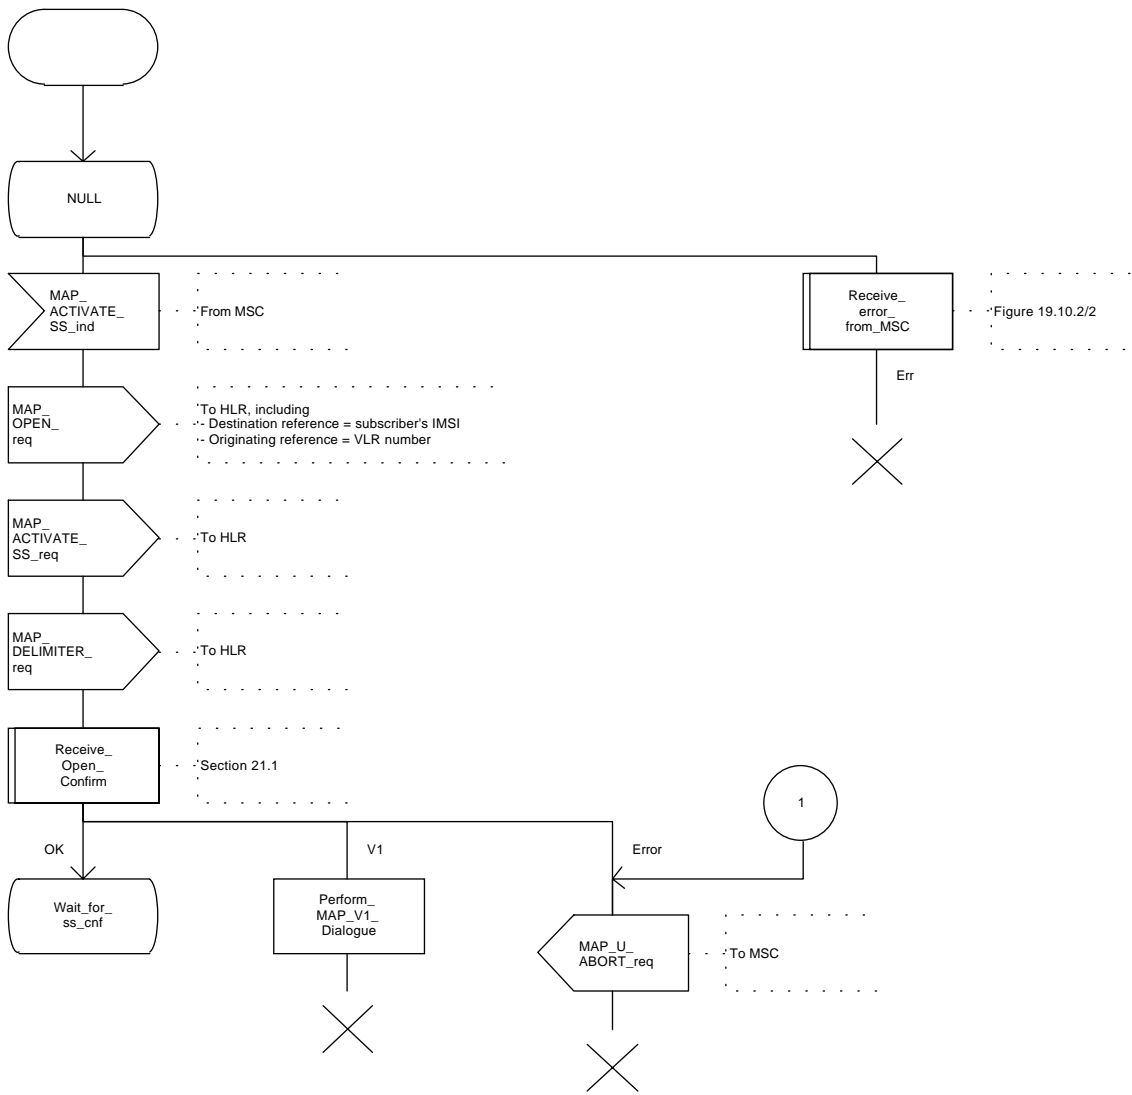 NULL
MAP_
ACTIVATE_
SS_ind
From MSC
Receive_
error_
from_MSC
Figure 19.10.2/2
Err
MAP_
OPEN_
req
To HLR, including
- Destination reference = subscriber's IMSI
- Originating reference = VLR number
MAP_
ACTIVATE_
SS_req
To HLR
MAP_
DELIMITER_
req
To HLR
Receive_
Open_
Confirm
Section 21.1
1
OK
V1
Error
Wait_for_
ss_cnf
Perform_
MAP_V1_
Dialogue
MAP_U_
ABORT_req
To MSC